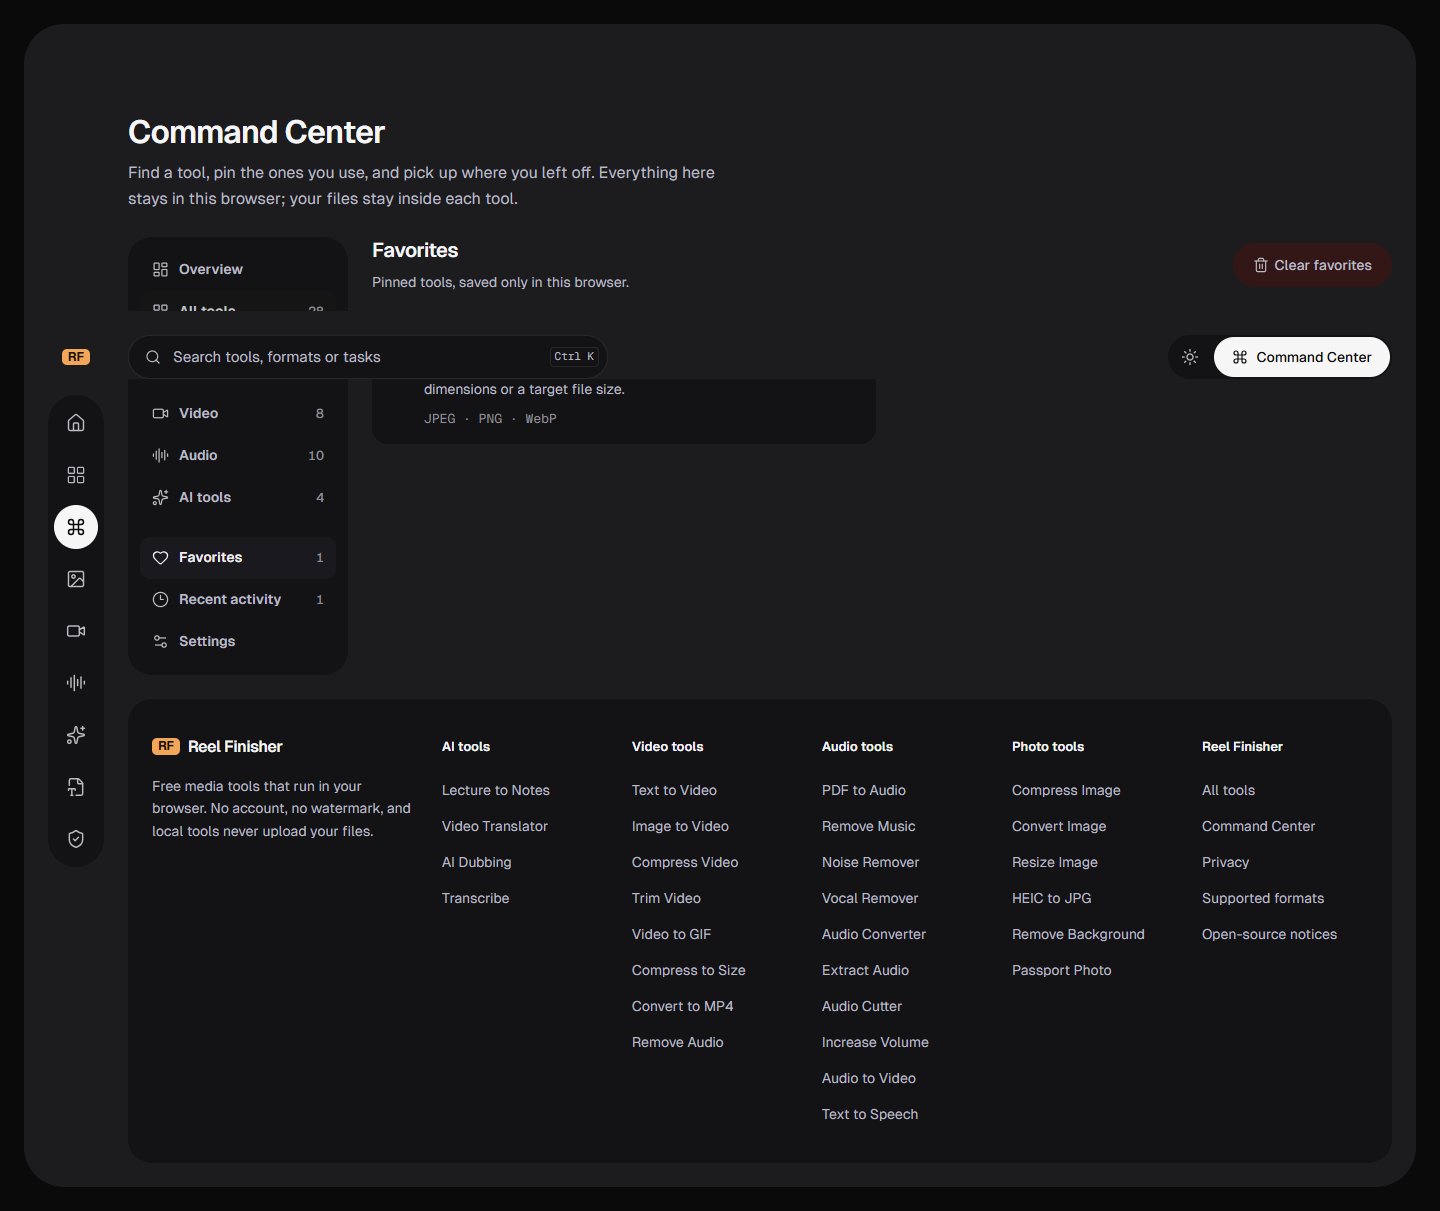 Command Center
Find a tool, pin the ones you use, and pick up where you left off. Everything here
stays in this browser; your files stay inside each tool.
Overview
All tools 28
Favorites
Pinned tools, saved only in this browser.
Clear favorites
RF
Search tools, formats or tasks
Ctrl K
Command Center
dimensions or a target file size.
JPEG · PNG · WebP
Video 8
Audio 10
AI tools 4
Favorites 1
Recent activity 1
Settings
RF Reel Finisher
Free media tools that run in your
browser. No account, no watermark, and
local tools never upload your files.
AI tools
Lecture to Notes
Video Translator
AI Dubbing
Transcribe
Video tools
Text to Video
Image to Video
Compress Video
Trim Video
Video to GIF
Compress to Size
Convert to MP4
Remove Audio
Audio tools
PDF to Audio
Remove Music
Noise Remover
Vocal Remover
Audio Converter
Extract Audio
Audio Cutter
Increase Volume
Audio to Video
Text to Speech
Photo tools
Compress Image
Convert Image
Resize Image
HEIC to JPG
Remove Background
Passport Photo
Reel Finisher
All tools
Command Center
Privacy
Supported formats
Open-source notices